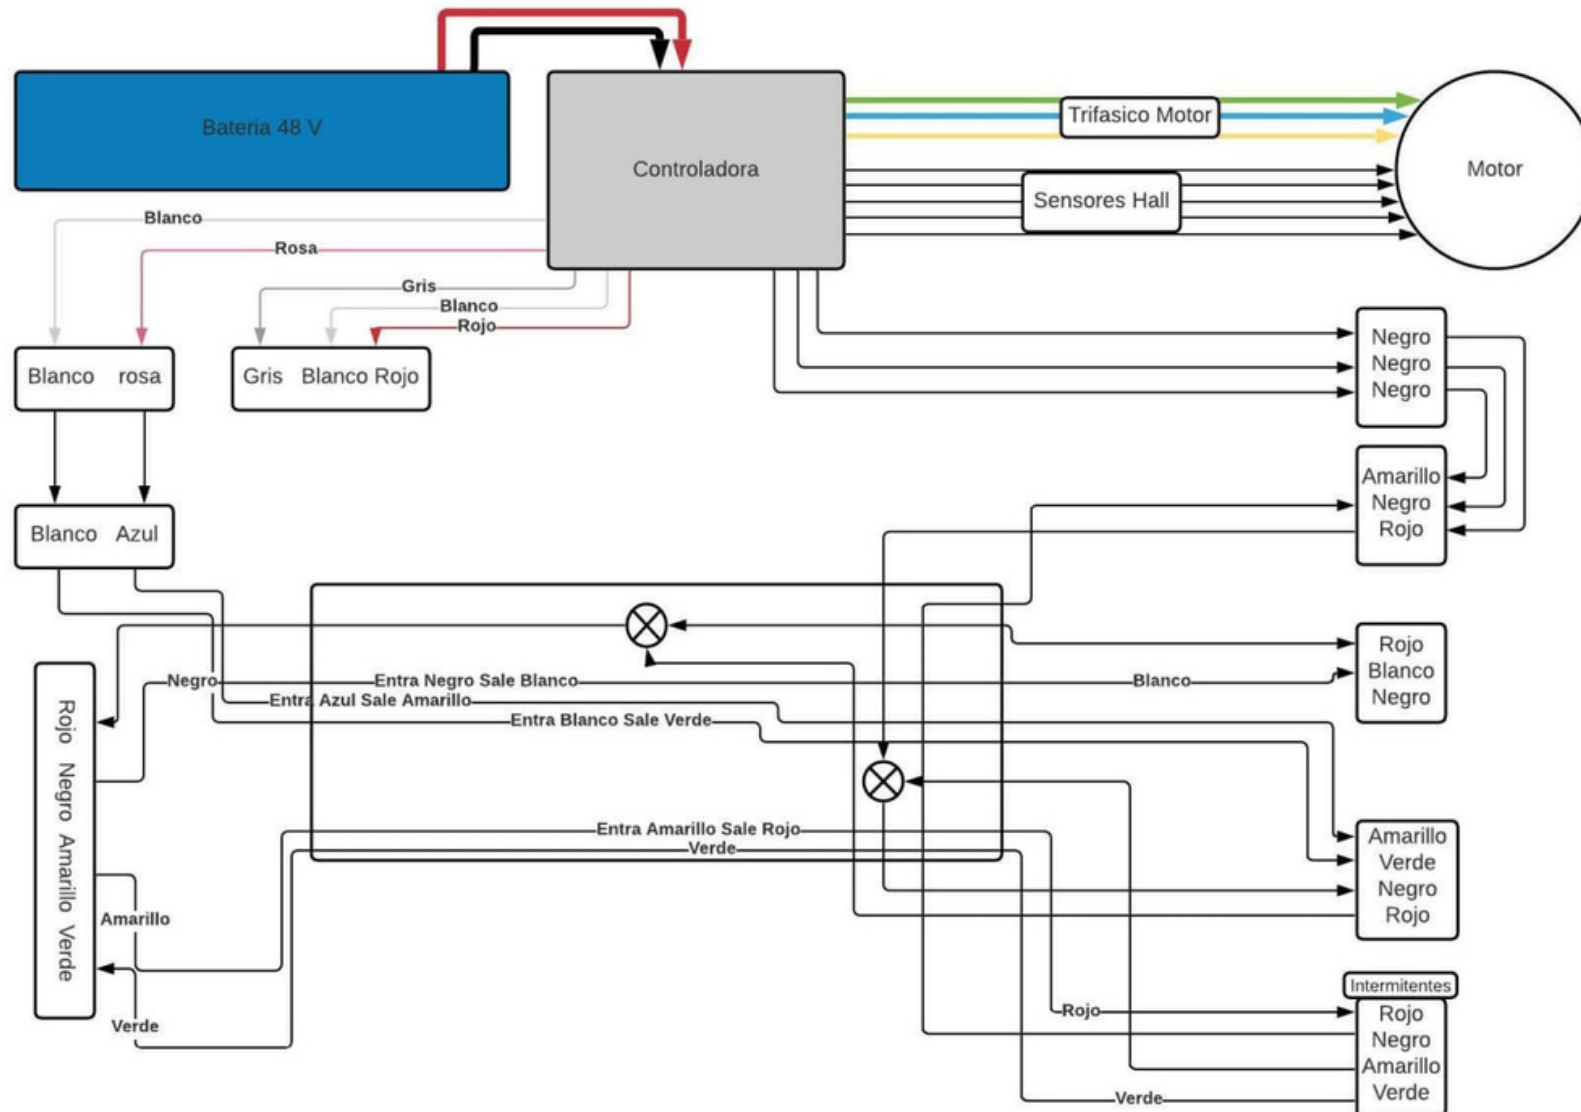 Bateria 48 V
Controladora
Trifasico Motor
Sensores Hall
Motor
Blanco
Rosa
Gris
Blanco
Rojo
Blanco rosa
Gris Blanco Rojo
Negro
Negro
Negro
Amarillo
Negro
Rojo
Blanco Azul
Rojo
Blanco
Negro
Negro
Entra Negro Sale Blanco
Blanco
Entra Azul Sale Amarillo
Entra Blanco Sale Verde
Rojo Negro Amarillo Verde
Entra Amarillo Sale Rojo
Verde
Amarillo
Verde
Negro
Rojo
Amarillo
Verde
Intermitentes
Rojo
Rojo
Negro
Amarillo
Verde
Verde